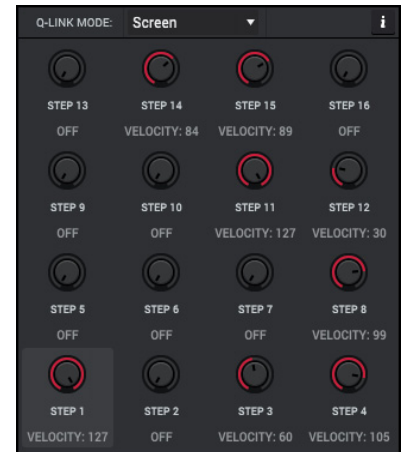 Q-LINK MODE: Screen i
STEP 13 STEP 14 STEP 15 STEP 16
OFF VELOCITY: 84 VELOCITY: 89 OFF
STEP 9 STEP 10 STEP 11 STEP 12
OFF OFF VELOCITY: 127 VELOCITY: 30
STEP 5 STEP 6 STEP 7 STEP 8
OFF OFF OFF VELOCITY: 99
STEP 1 STEP 2 STEP 3 STEP 4
VELOCITY: 127 OFF VELOCITY: 60 VELOCITY: 105